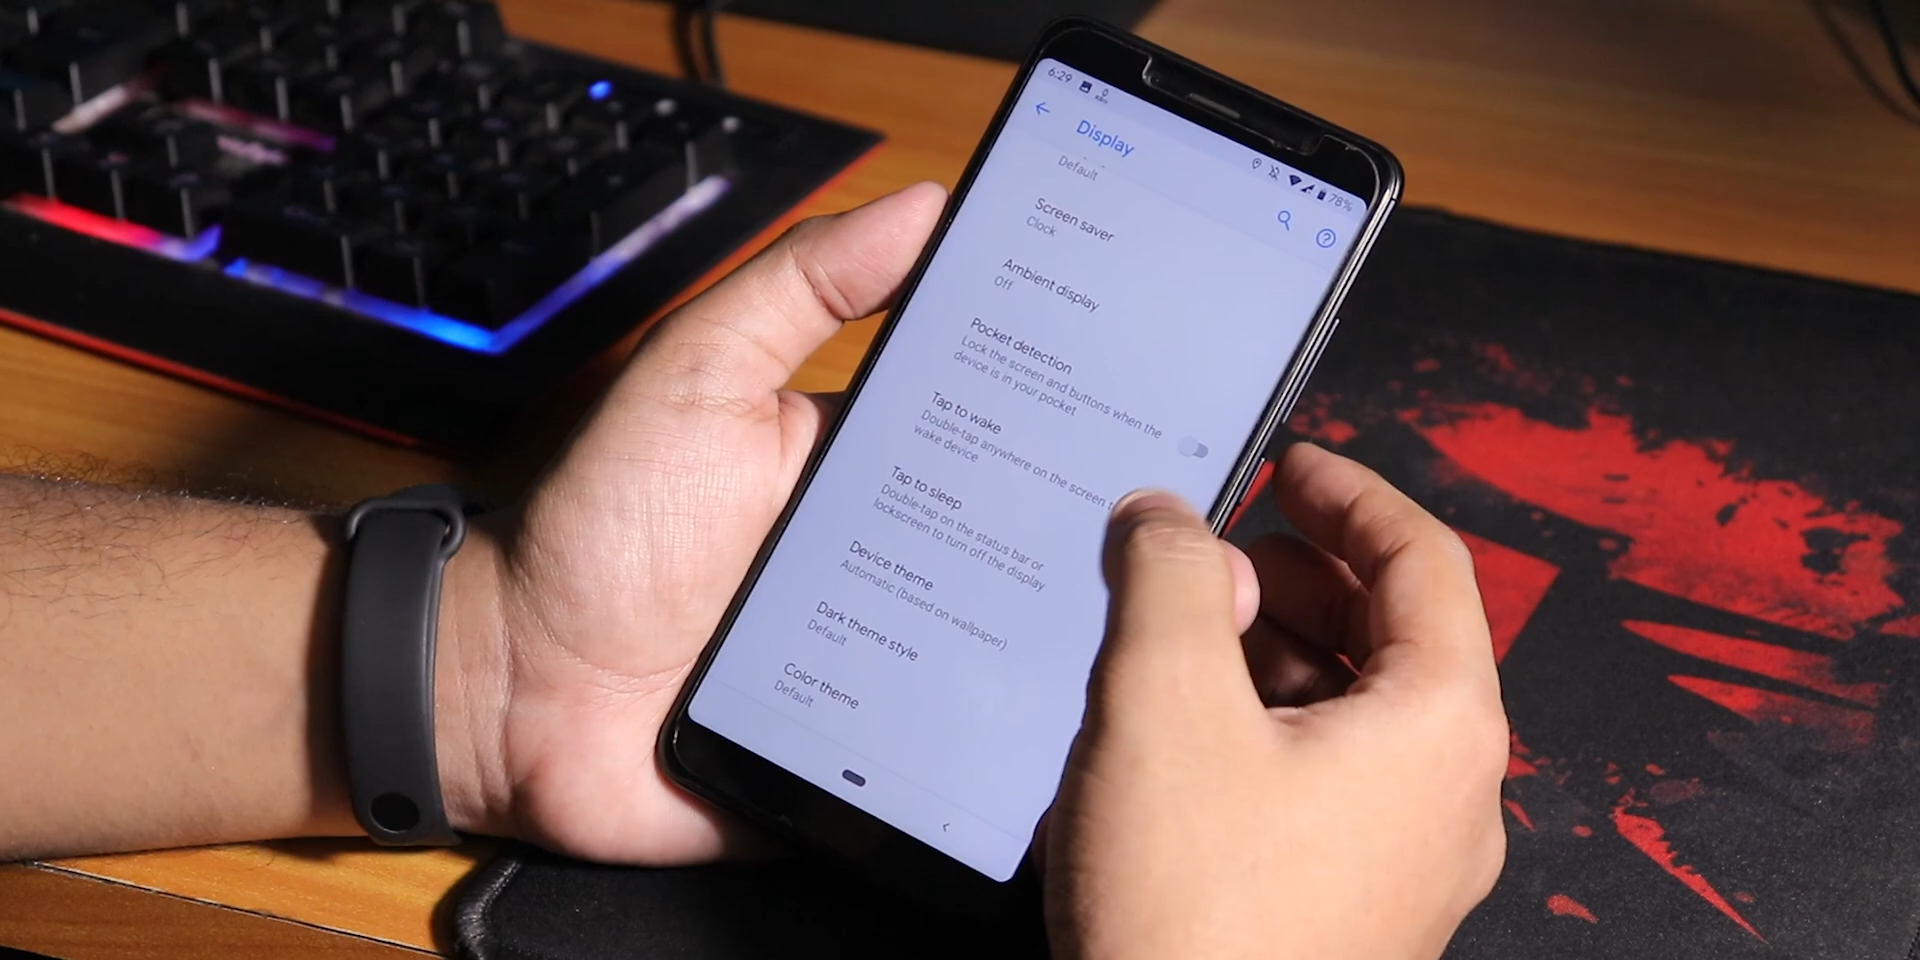 6:29
78%
Display
Default
Screen saver
Clock
Ambient display
Off
Pocket detection
Lock the screen and buttons when the
device is in your pocket
Tap to wake
Double-tap anywhere on the screen
wake device
Tap to sleep
Double-tap on the status bar or
lockscreen to turn off the display
Device theme
Automatic (based on wallpaper)
Dark theme style
Default
Color theme
Default